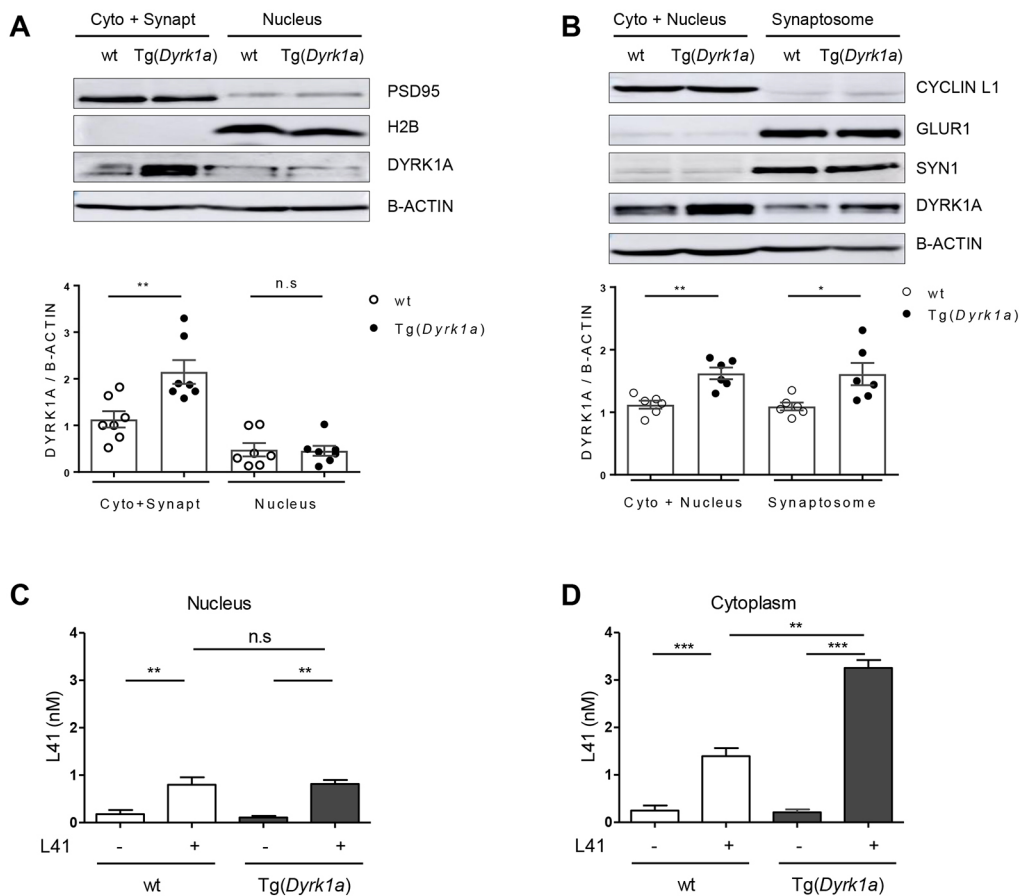 A
Cyto + Synapt Nucleus
wt Tg(Dyrk1a) wt Tg(Dyrk1a)
PSD95
H2B
DYRK1A
B-ACTIN
DYRK1A / B-ACTIN
4
3
2
1
0
** n.s
wt
Tg(Dyrk1a)
Cyto+Synapt Nucleus
B
Cyto + Nucleus Synaptosome
wt Tg(Dyrk1a) wt Tg(Dyrk1a)
CYCLIN L1
GLUR1
SYN1
DYRK1A
B-ACTIN
DYRK1A / B-ACTIN
3
2
1
0
** *
wt
Tg(Dyrk1a)
Cyto + Nucleus Synaptosome
C
Nucleus
L41 (nM)
4
3
2
1
0
n.s
** **
L41 - + - +
wt Tg(Dyrk1a)
D
Cytoplasm
L41 (nM)
4
3
2
1
0
**
*** ***
L41 - + - +
wt Tg(Dyrk1a)